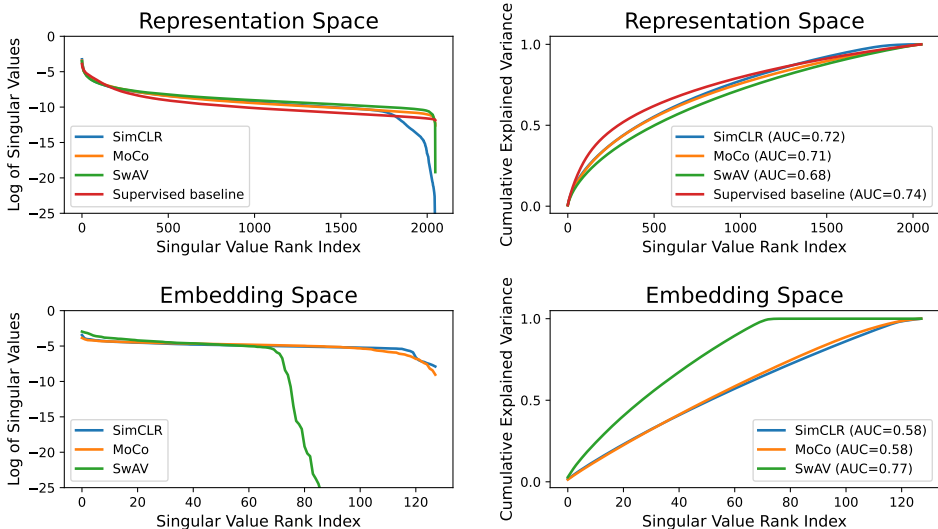 Representation Space
Log of Singular Values
0
−5
−10
−15
−20
−25
SimCLR
MoCo
SwAV
Supervised baseline
0
500
1000
1500
2000
Singular Value Rank Index
Representation Space
Cumulative Explained Variance
1.0
0.5
0.0
SimCLR (AUC=0.72)
MoCo (AUC=0.71)
SwAV (AUC=0.68)
Supervised baseline (AUC=0.74)
0
500
1000
1500
2000
Singular Value Rank Index
Embedding Space
Log of Singular Values
0
−5
−10
−15
−20
−25
SimCLR
MoCo
SwAV
0
20
40
60
80
100
120
Singular Value Rank Index
Embedding Space
Cumulative Explained Variance
1.0
0.5
0.0
SimCLR (AUC=0.58)
MoCo (AUC=0.58)
SwAV (AUC=0.77)
0
20
40
60
80
100
120
Singular Value Rank Index